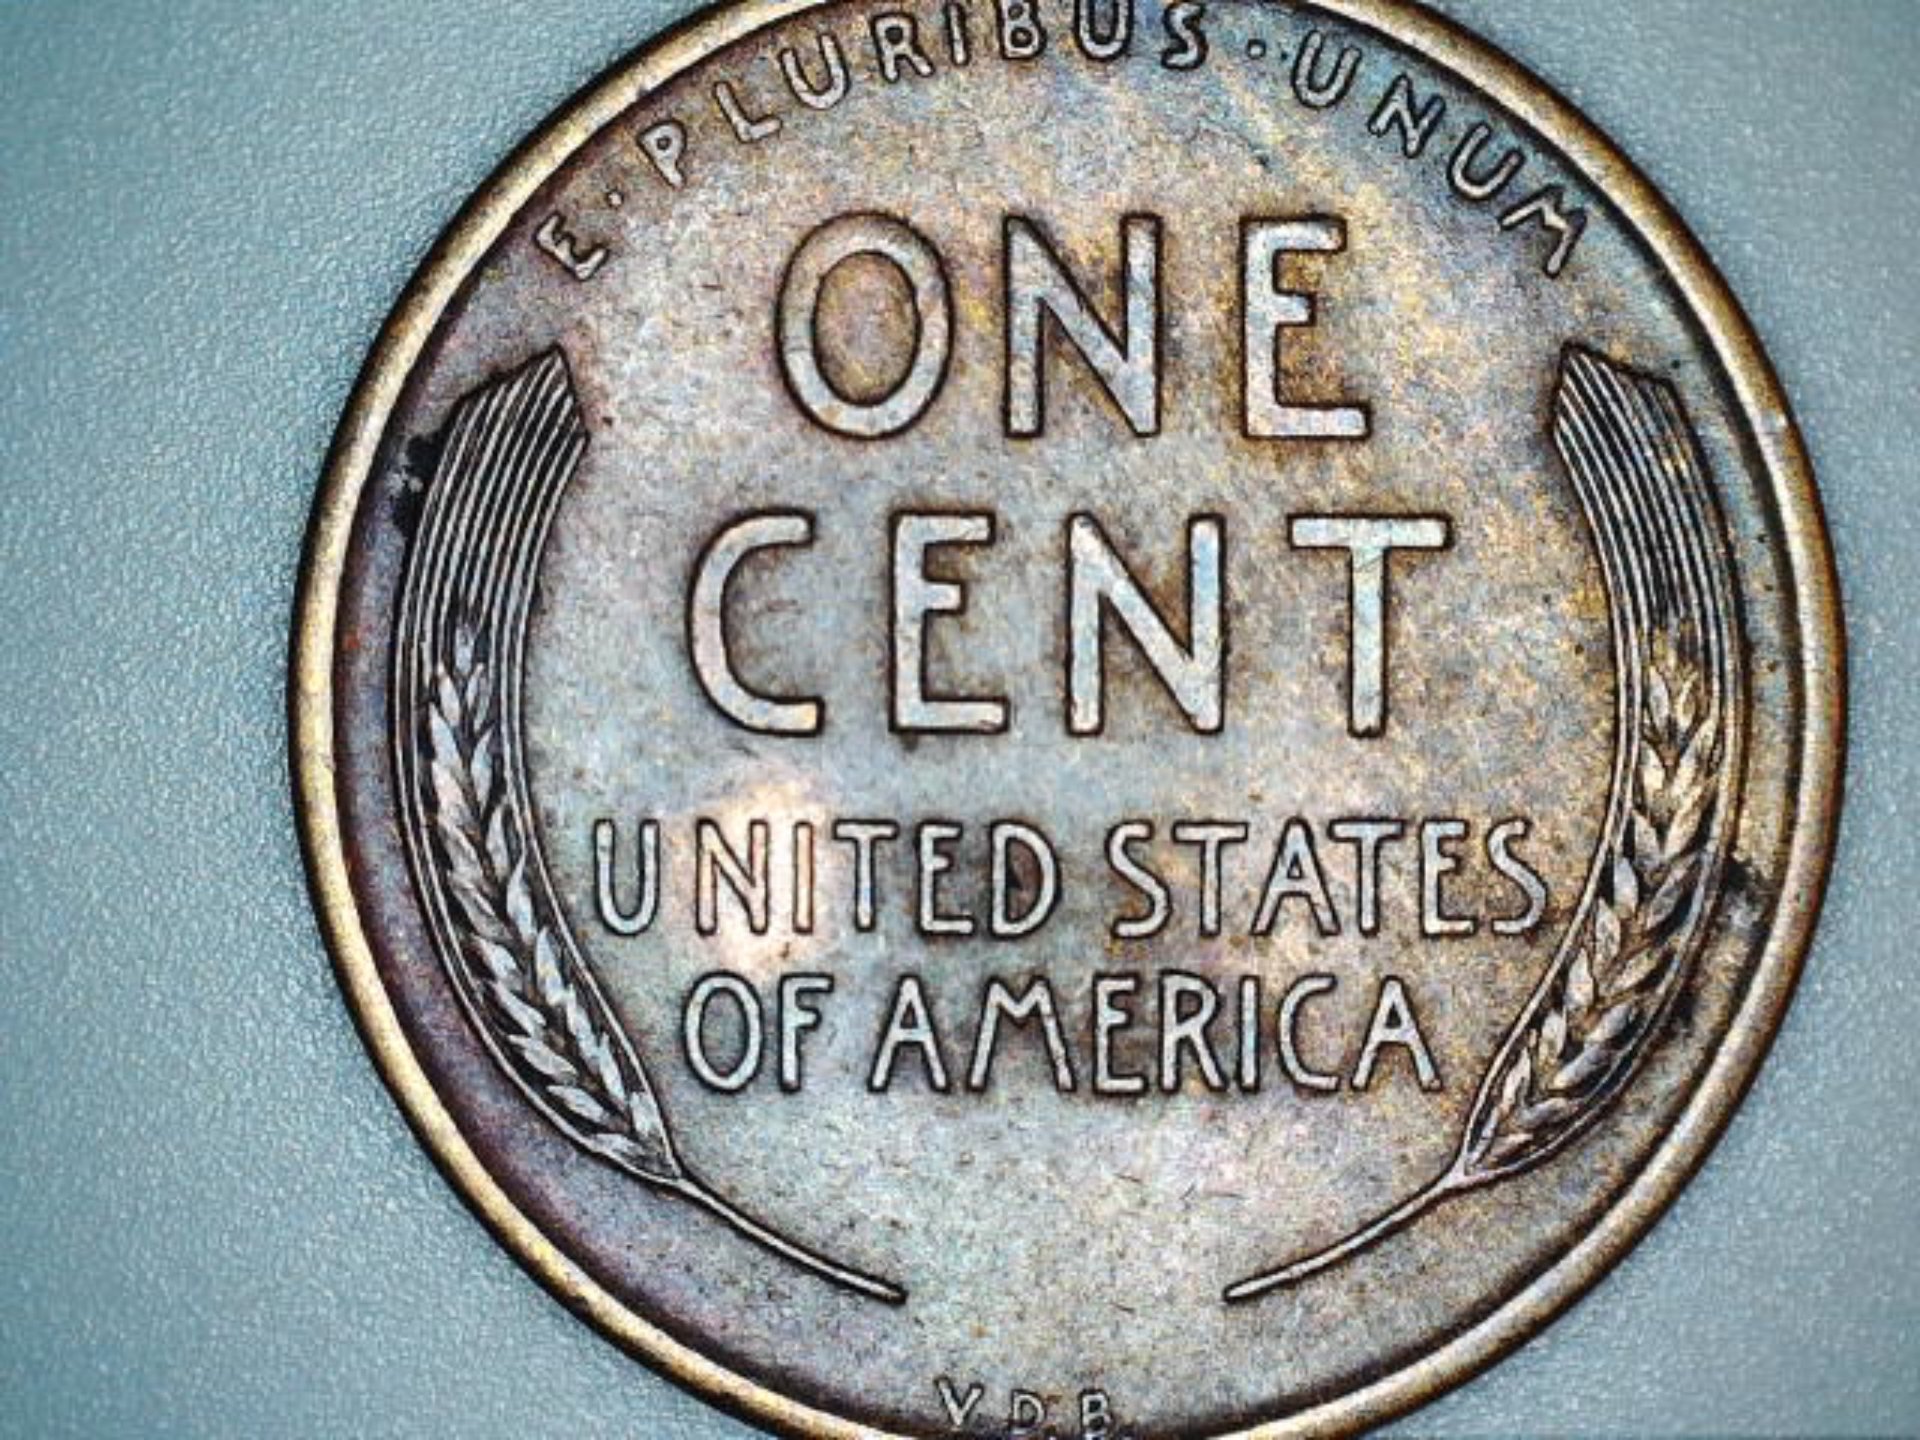 E·PLURIBUS·UNUM
ONE
CENT
UNITED STATES
OF AMERICA
V.D.B.